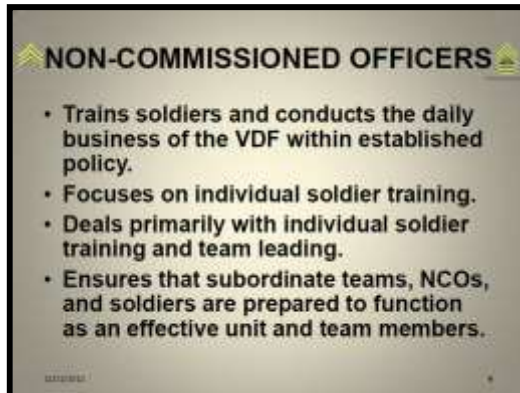 NON-COMMISSIONED OFFICERS
• Trains soldiers and conducts the daily
business of the VDF within established
policy.
• Focuses on individual soldier training.
• Deals primarily with individual soldier
training and team leading.
• Ensures that subordinate teams, NCOs,
and soldiers are prepared to function
as an effective unit and team members.